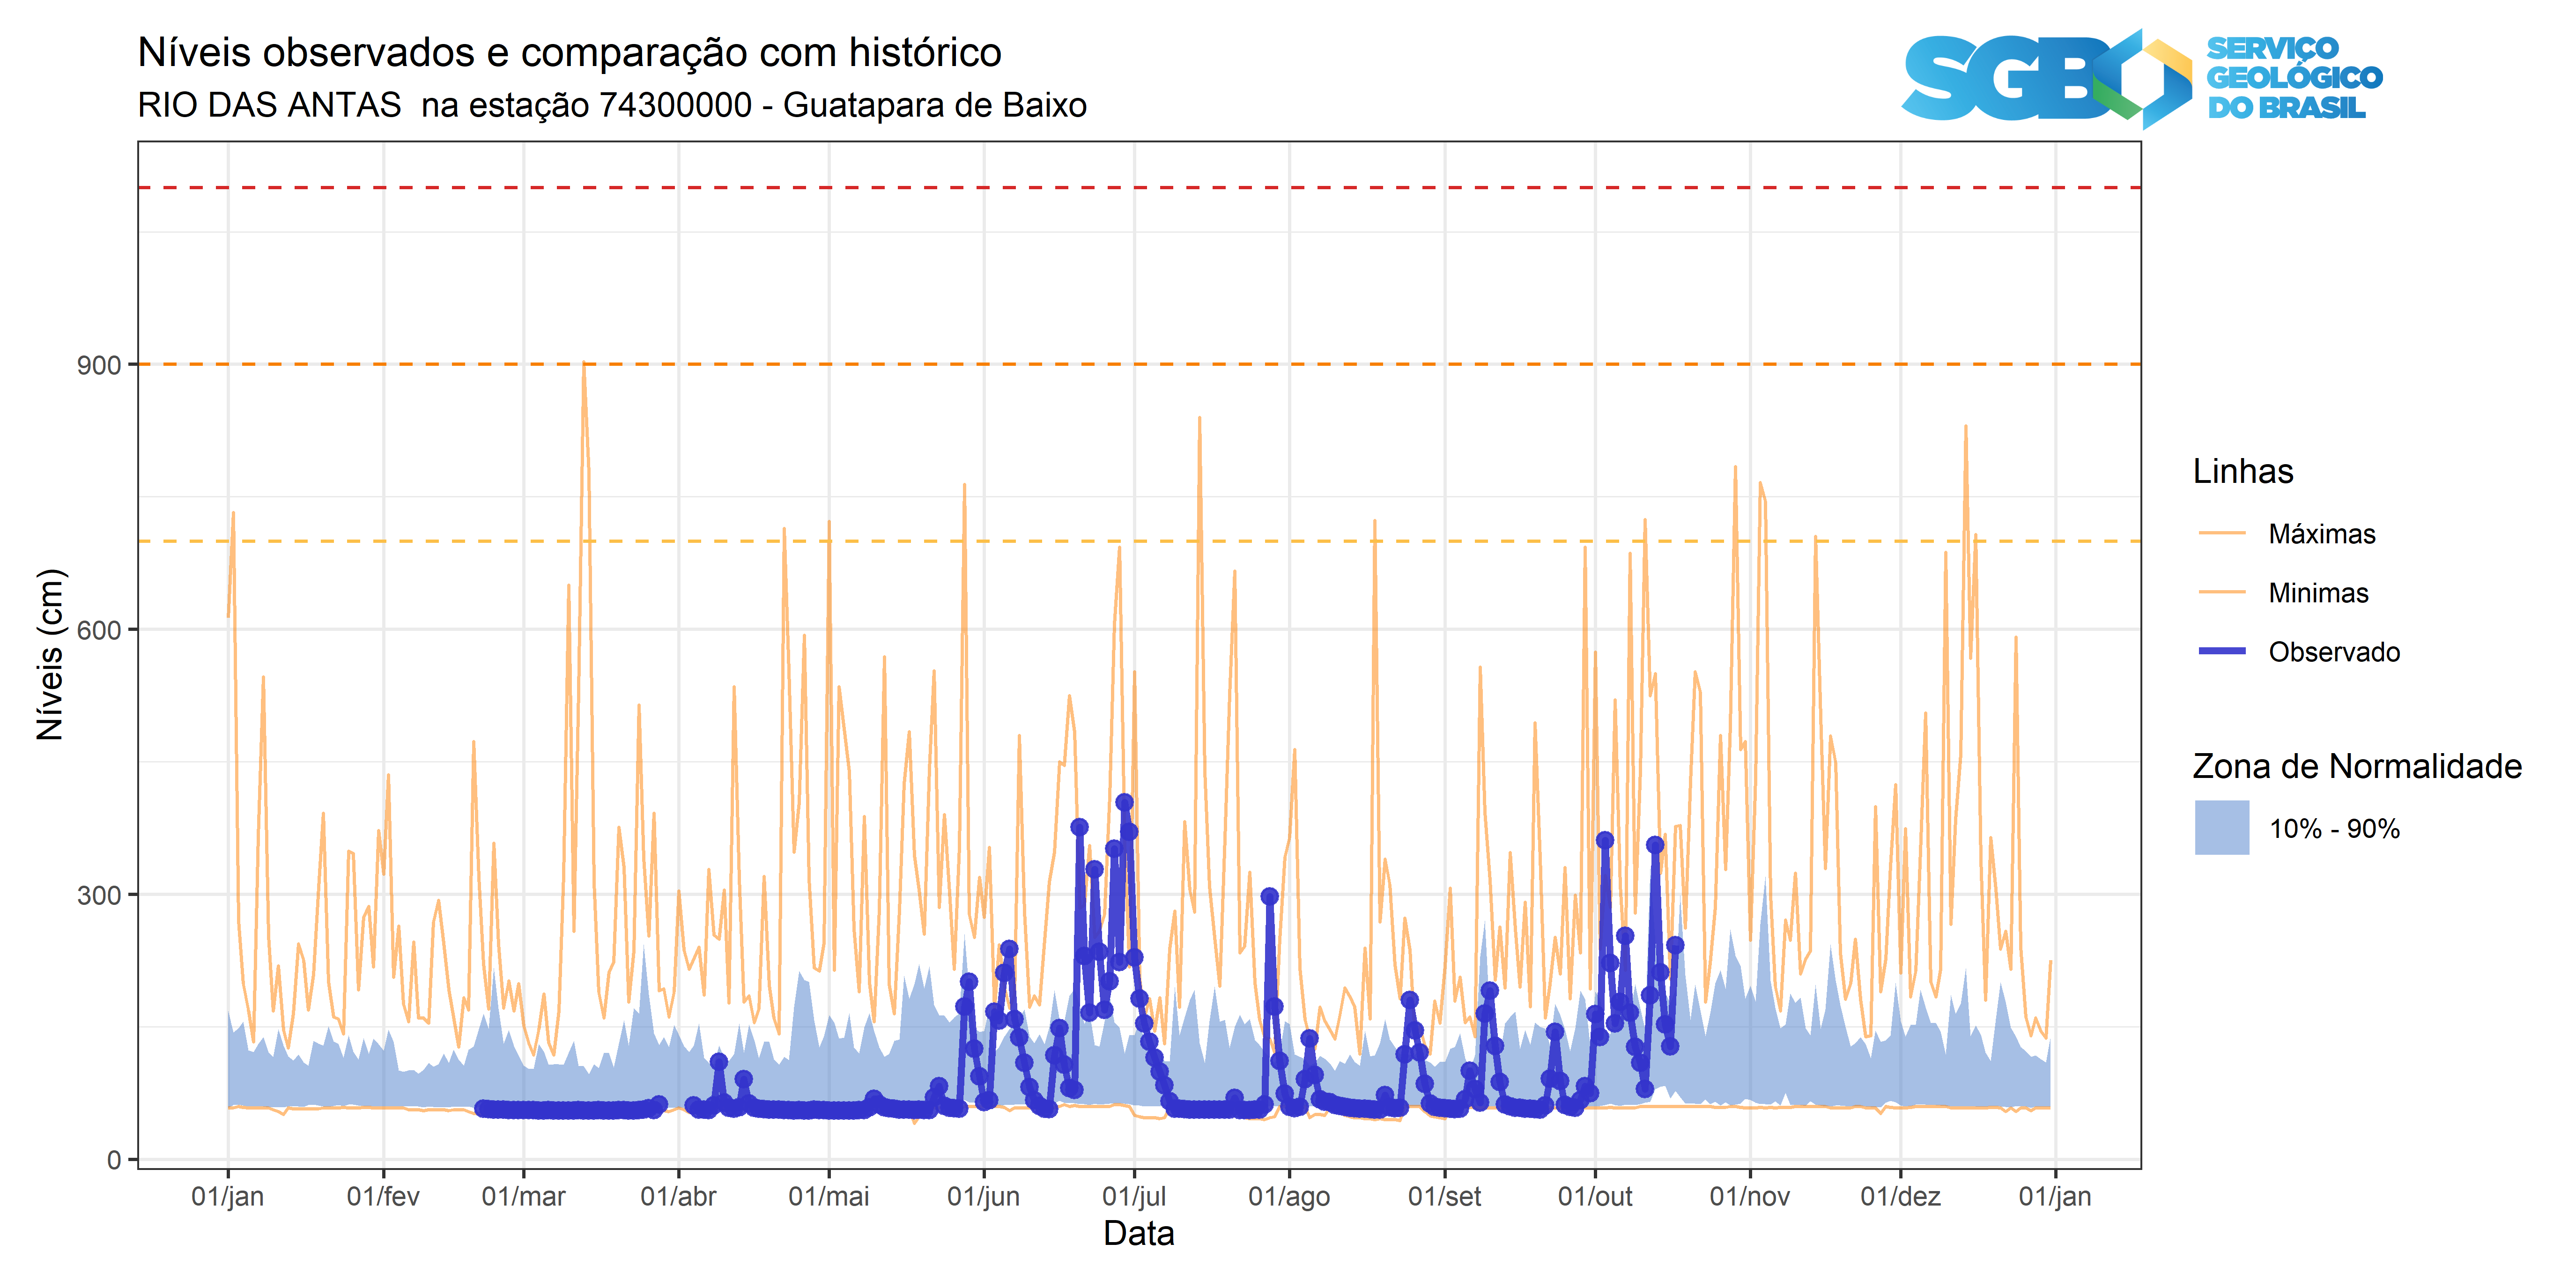 Níveis observados e comparação com histórico
RIO DAS ANTAS  na estação 74300000 - Guatapara de Baixo
SGB
SERVIÇO
GEOLÓGICO
DO BRASIL
Níveis (cm)
900
600
300
0
01/jan
01/fev
01/mar
01/abr
01/mai
01/jun
01/jul
01/ago
01/set
01/out
01/nov
01/dez
01/jan
Data
Linhas
Máximas
Minimas
Observado
Zona de Normalidade
10% - 90%